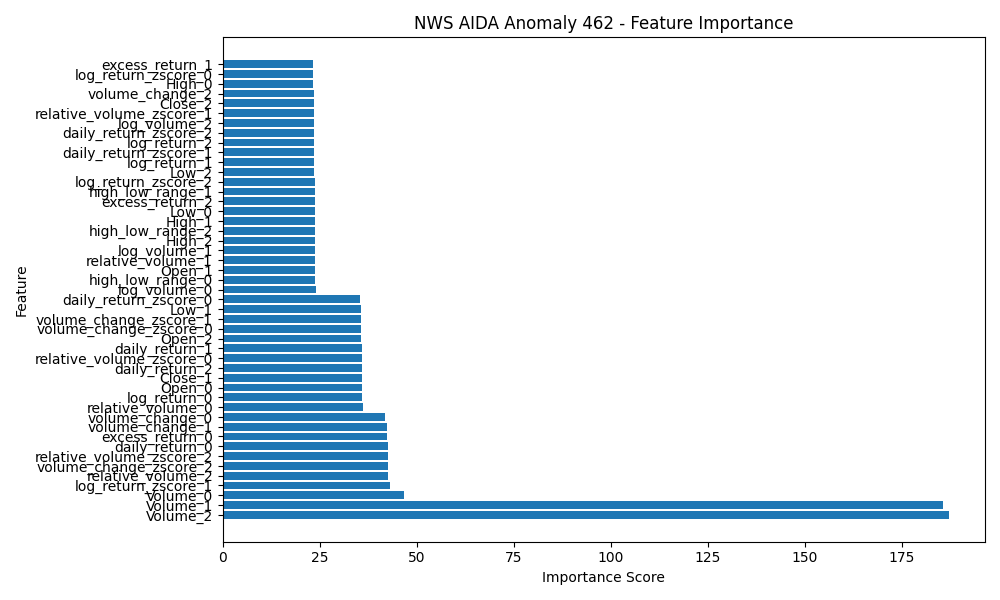 NWS AIDA Anomaly 462 - Feature Importance
excess_return_1
log_return_zscore_0
High_0
volume_change_2
Close_2
relative_volume_zscore_1
log_volume_2
daily_return_zscore_2
log_return_2
daily_return_zscore_1
log_return_1
Low_2
log_return_zscore_2
high_low_range_1
excess_return_2
Low_0
High_1
high_low_range_2
High_2
log_volume_1
relative_volume_1
Open_1
high_low_range_0
log_volume_0
daily_return_zscore_0
Low_1
volume_change_zscore_1
volume_change_zscore_0
Open_2
daily_return_1
relative_volume_zscore_0
daily_return_2
Close_1
Open_0
log_return_0
relative_volume_0
volume_change_0
volume_change_1
excess_return_0
daily_return_0
relative_volume_zscore_2
volume_change_zscore_2
relative_volume_2
log_return_zscore_1
Volume_0
Volume_1
Volume_2
Feature
0 25 50 75 100 125 150 175
Importance Score